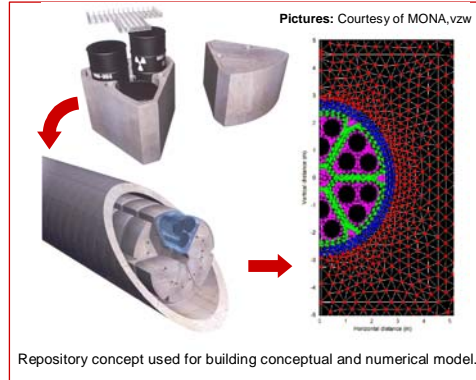 Pictures: Courtesy of MONA,vzw
Vertical distance (m)
Horizontal distance (m)
Repository concept used for building conceptual and numerical model.